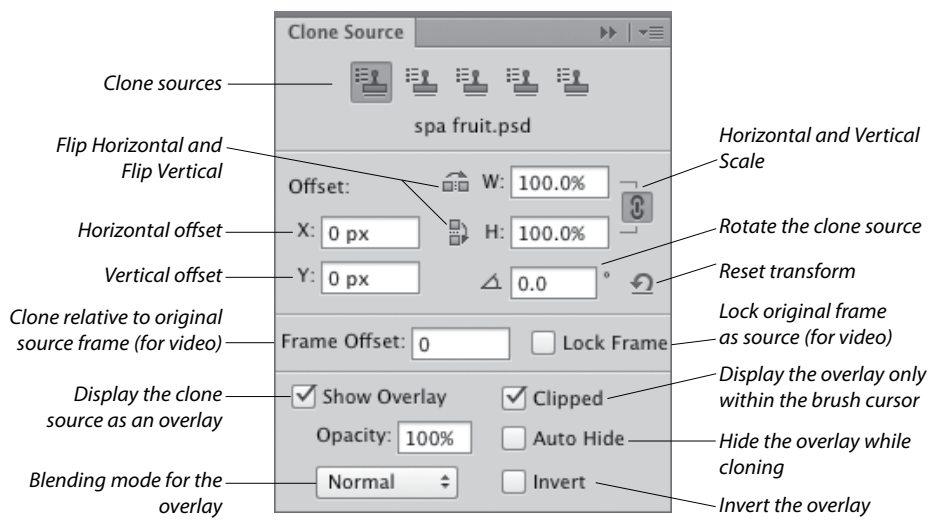 Clone Source
Clone sources
spa fruit.psd
Flip Horizontal and
Flip Vertical
Horizontal and Vertical
Scale
Offset:
W: 100.0%
Horizontal offset
X: 0 px
H: 100.0%
Rotate the clone source
Vertical offset
Y: 0 px
0.0 °
Reset transform
Clone relative to original
source frame (for video)
Frame Offset: 0
Lock Frame
Lock original frame
as source (for video)
Display the clone
source as an overlay
Show Overlay
Clipped
Display the overlay only
within the brush cursor
Opacity: 100%
Auto Hide
Hide the overlay while
cloning
Blending mode for the
overlay
Normal
Invert
Invert the overlay